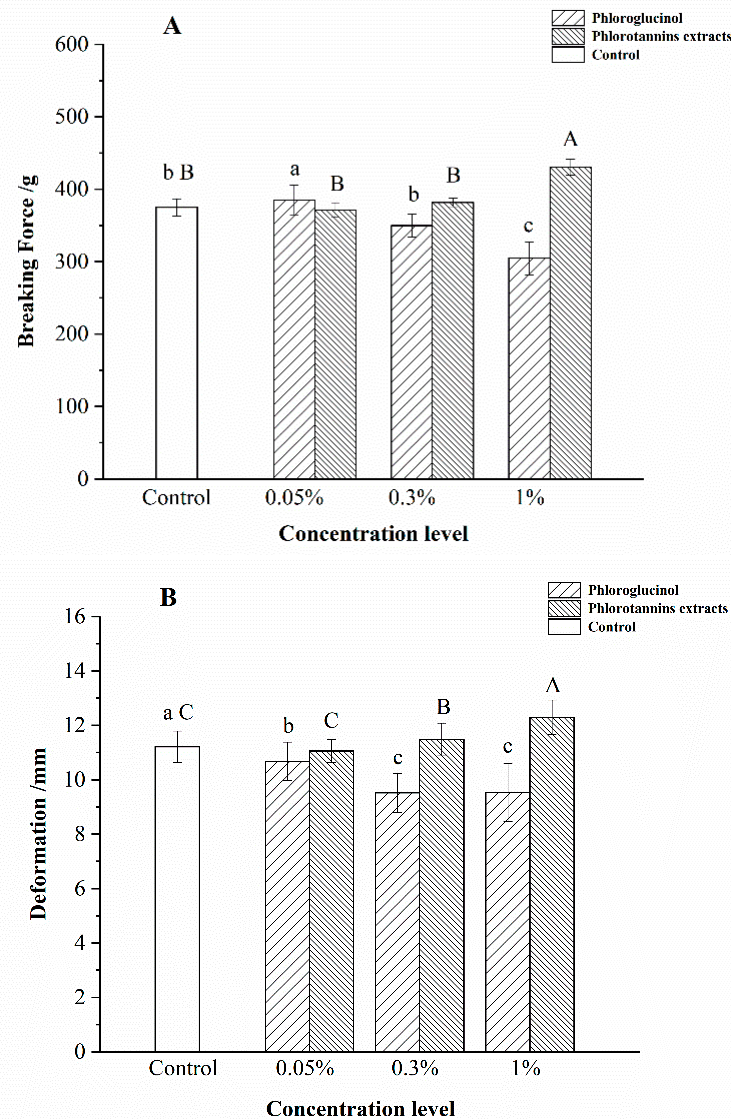 A
Phloroglucinol
Phlorotannins extracts
Control
600
500
400
300
200
100
0
Breaking Force /g
b B
a
B
b
B
c
A
Control
0.05%
0.3%
1%
Concentration level
B
Phloroglucinol
Phlorotannins extracts
Control
16
14
12
10
8
6
4
2
0
Deformation /mm
a C
b
C
c
B
c
A
Control
0.05%
0.3%
1%
Concentration level